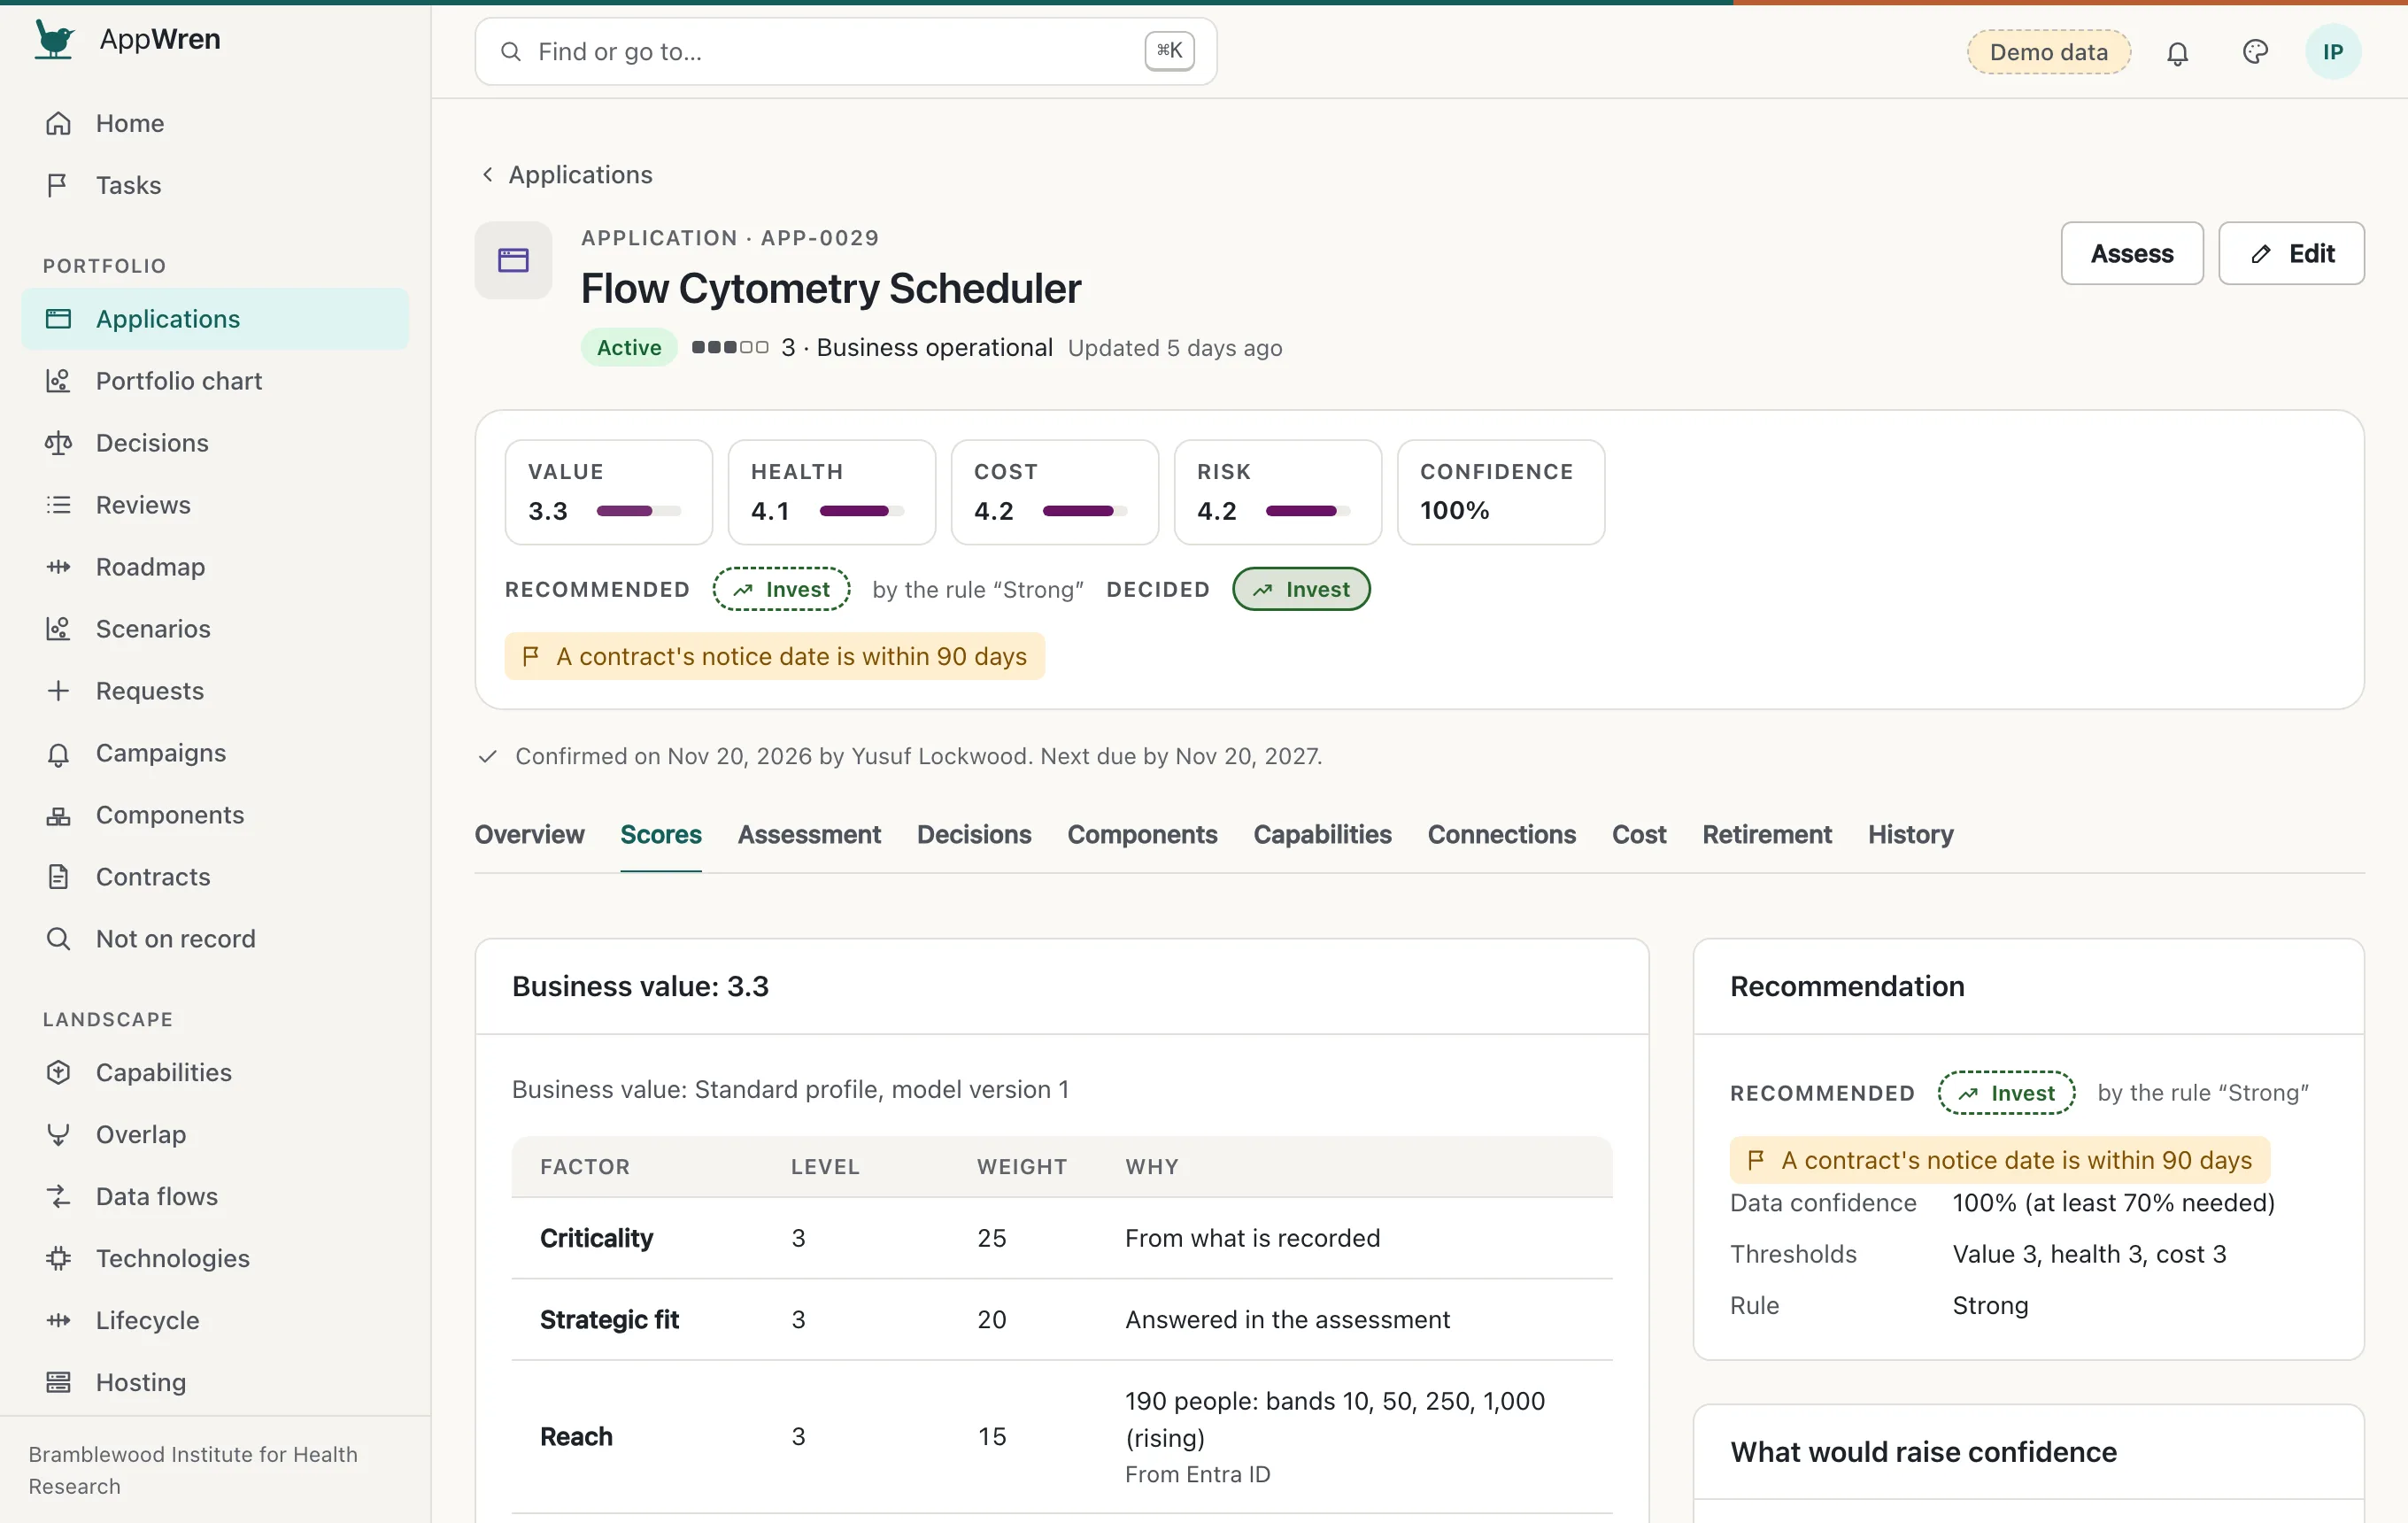 AppWren
Find or go to...
⌘K
Demo data
IP
Home
Tasks
PORTFOLIO
Applications
Portfolio chart
Decisions
Reviews
Roadmap
Scenarios
Requests
Campaigns
Components
Contracts
Not on record
LANDSCAPE
Capabilities
Overlap
Data flows
Technologies
Lifecycle
Hosting
Bramblewood Institute for Health
Research
Applications
APPLICATION · APP-0029
Flow Cytometry Scheduler
Assess
Edit
Active 3 · Business operational Updated 5 days ago
VALUE
3.3
HEALTH
4.1
COST
4.2
RISK
4.2
CONFIDENCE
100%
RECOMMENDED Invest by the rule “Strong” DECIDED Invest
A contract's notice date is within 90 days
Confirmed on Nov 20, 2026 by Yusuf Lockwood. Next due by Nov 20, 2027.
Overview Scores Assessment Decisions Components Capabilities Connections Cost Retirement History
Business value: 3.3
Business value: Standard profile, model version 1
FACTOR LEVEL WEIGHT WHY
Criticality 3 25 From what is recorded
Strategic fit 3 20 Answered in the assessment
Reach 3 15 190 people: bands 10, 50, 250, 1,000
(rising)
From Entra ID
Recommendation
RECOMMENDED Invest by the rule “Strong”
A contract's notice date is within 90 days
Data confidence 100% (at least 70% needed)
Thresholds Value 3, health 3, cost 3
Rule Strong
What would raise confidence